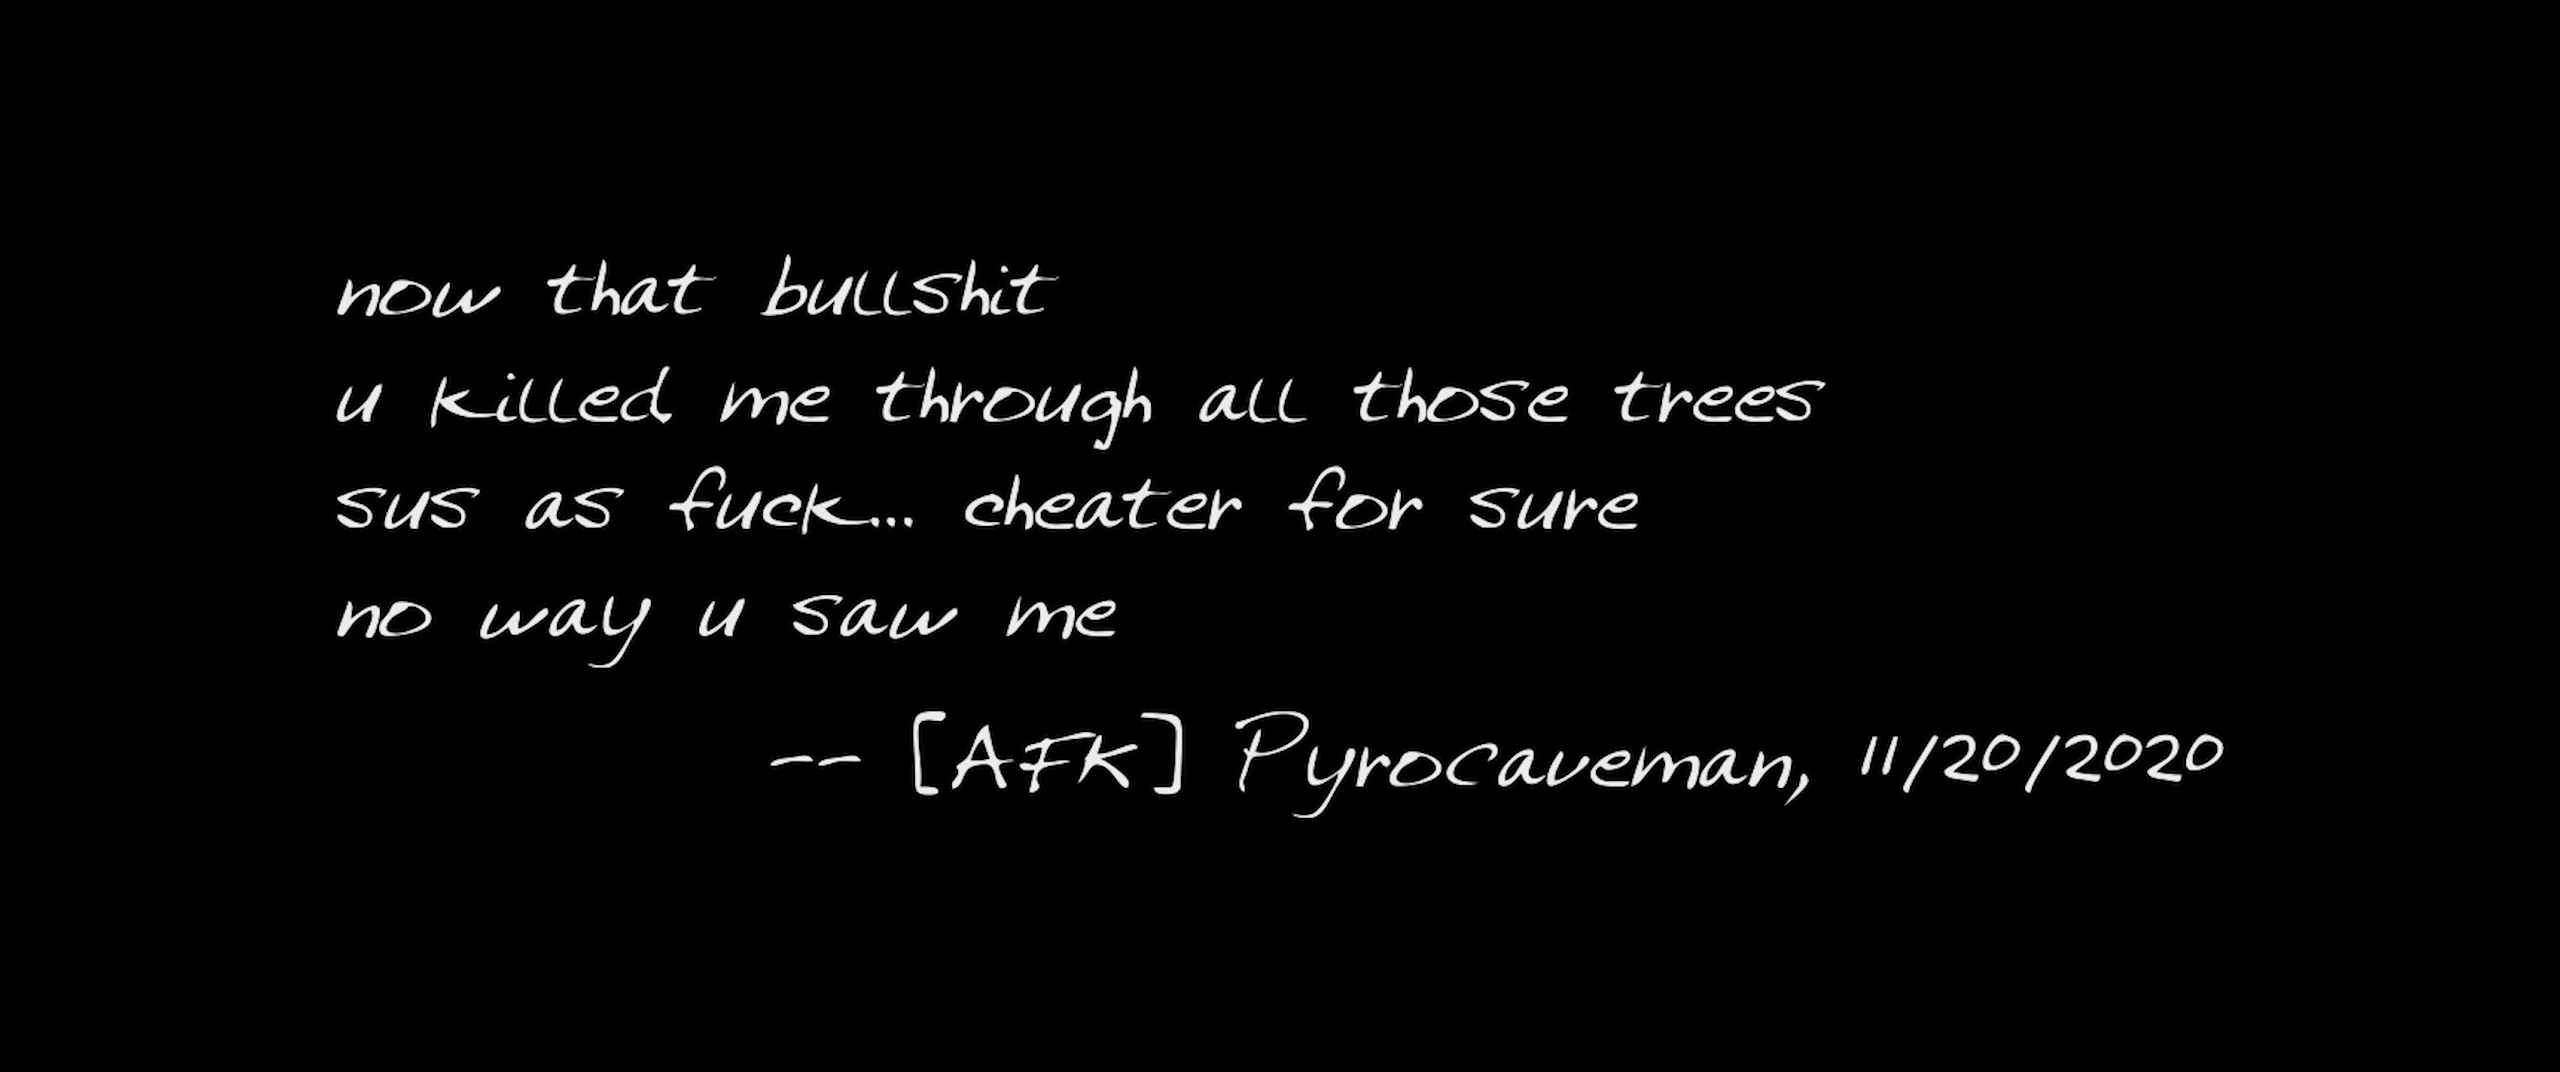 now that bullshit
u killed me through all those trees
sus as fuck... cheater for sure
no way u saw me
-- [AFK] Pyrocaveman, 11/20/2020